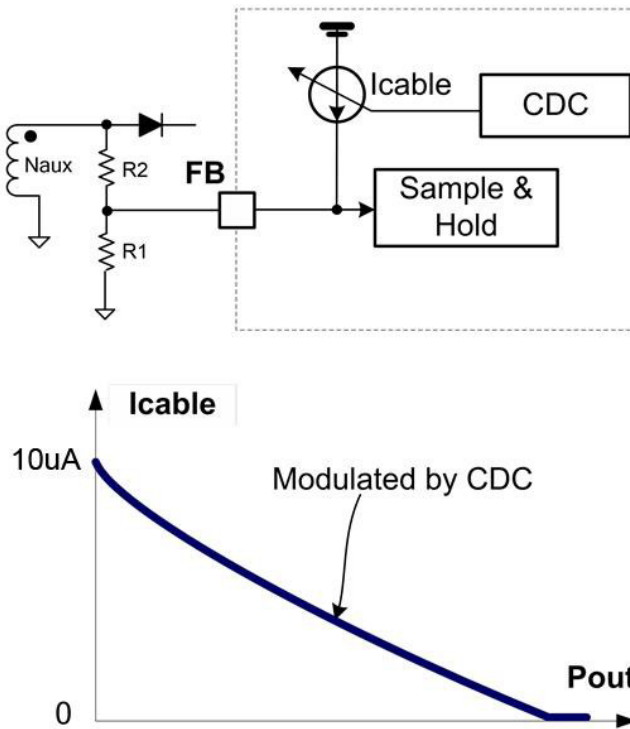 Icable
CDC
Naux
R2
FB
Sample &
Hold
R1
Icable
10uA
Modulated by CDC
Pout
0